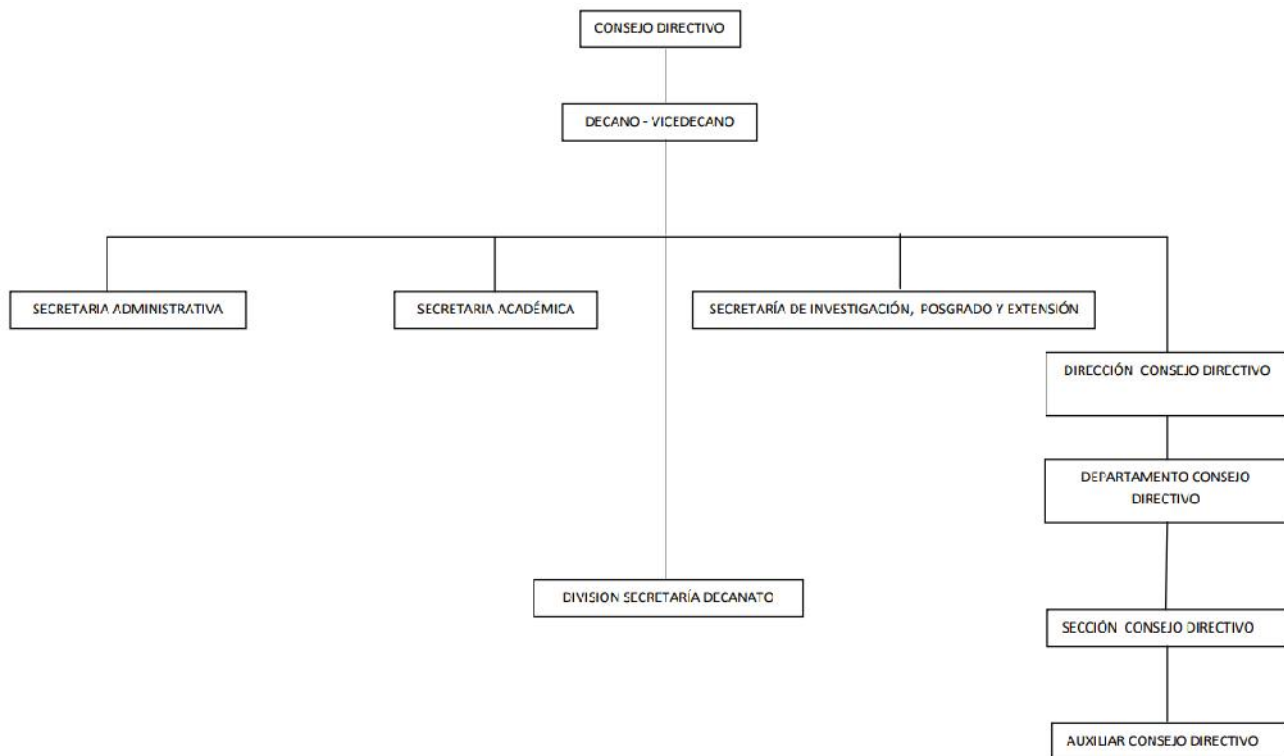 CONSEJO DIRECTIVO
DECANO - VICEDECANO
SECRETARIA ADMINISTRATIVA
SECRETARIA ACADÉMICA
SECRETARÍA DE INVESTIGACIÓN, POSGRADO Y EXTENSIÓN
DIRECCIÓN CONSEJO DIRECTIVO
DEPARTAMENTO CONSEJO
DIRECTIVO
DIVISION SECRETARÍA DECANATO
SECCIÓN CONSEJO DIRECTIVO
AUXILIAR CONSEJO DIRECTIVO